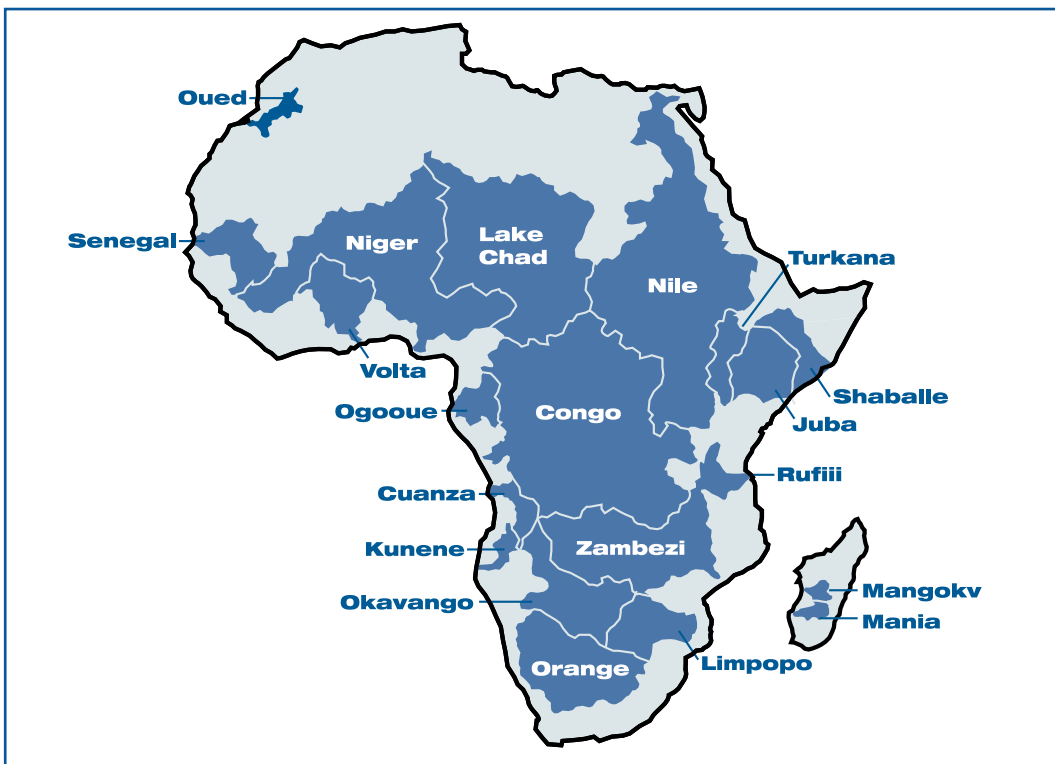 Oued
Senegal
Niger
Lake
Chad
Nile
Turkana
Volta
Shaballe
Ogooue
Congo
Juba
Rufiii
Cuanza
Kunene
Zambezi
Okavango
Mangokv
Mania
Orange
Limpopo